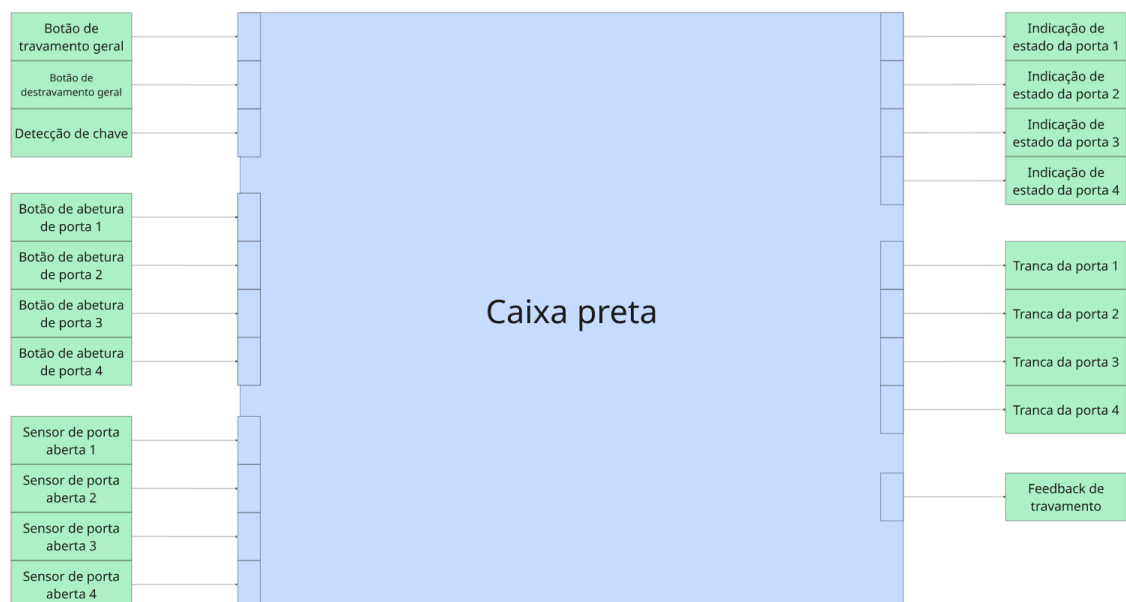 Botão de
travamento geral
Botão de
destravamento geral
Detecção de chave
Botão de abetura
de porta 1
Botão de abetura
de porta 2
Botão de abetura
de porta 3
Botão de abetura
de porta 4
Sensor de porta
aberta 1
Sensor de porta
aberta 2
Sensor de porta
aberta 3
Sensor de porta
aberta 4
Caixa preta
Indicação de
estado da porta 1
Indicação de
estado da porta 2
Indicação de
estado da porta 3
Indicação de
estado da porta 4
Tranca da porta 1
Tranca da porta 2
Tranca da porta 3
Tranca da porta 4
Feedback de
travamento